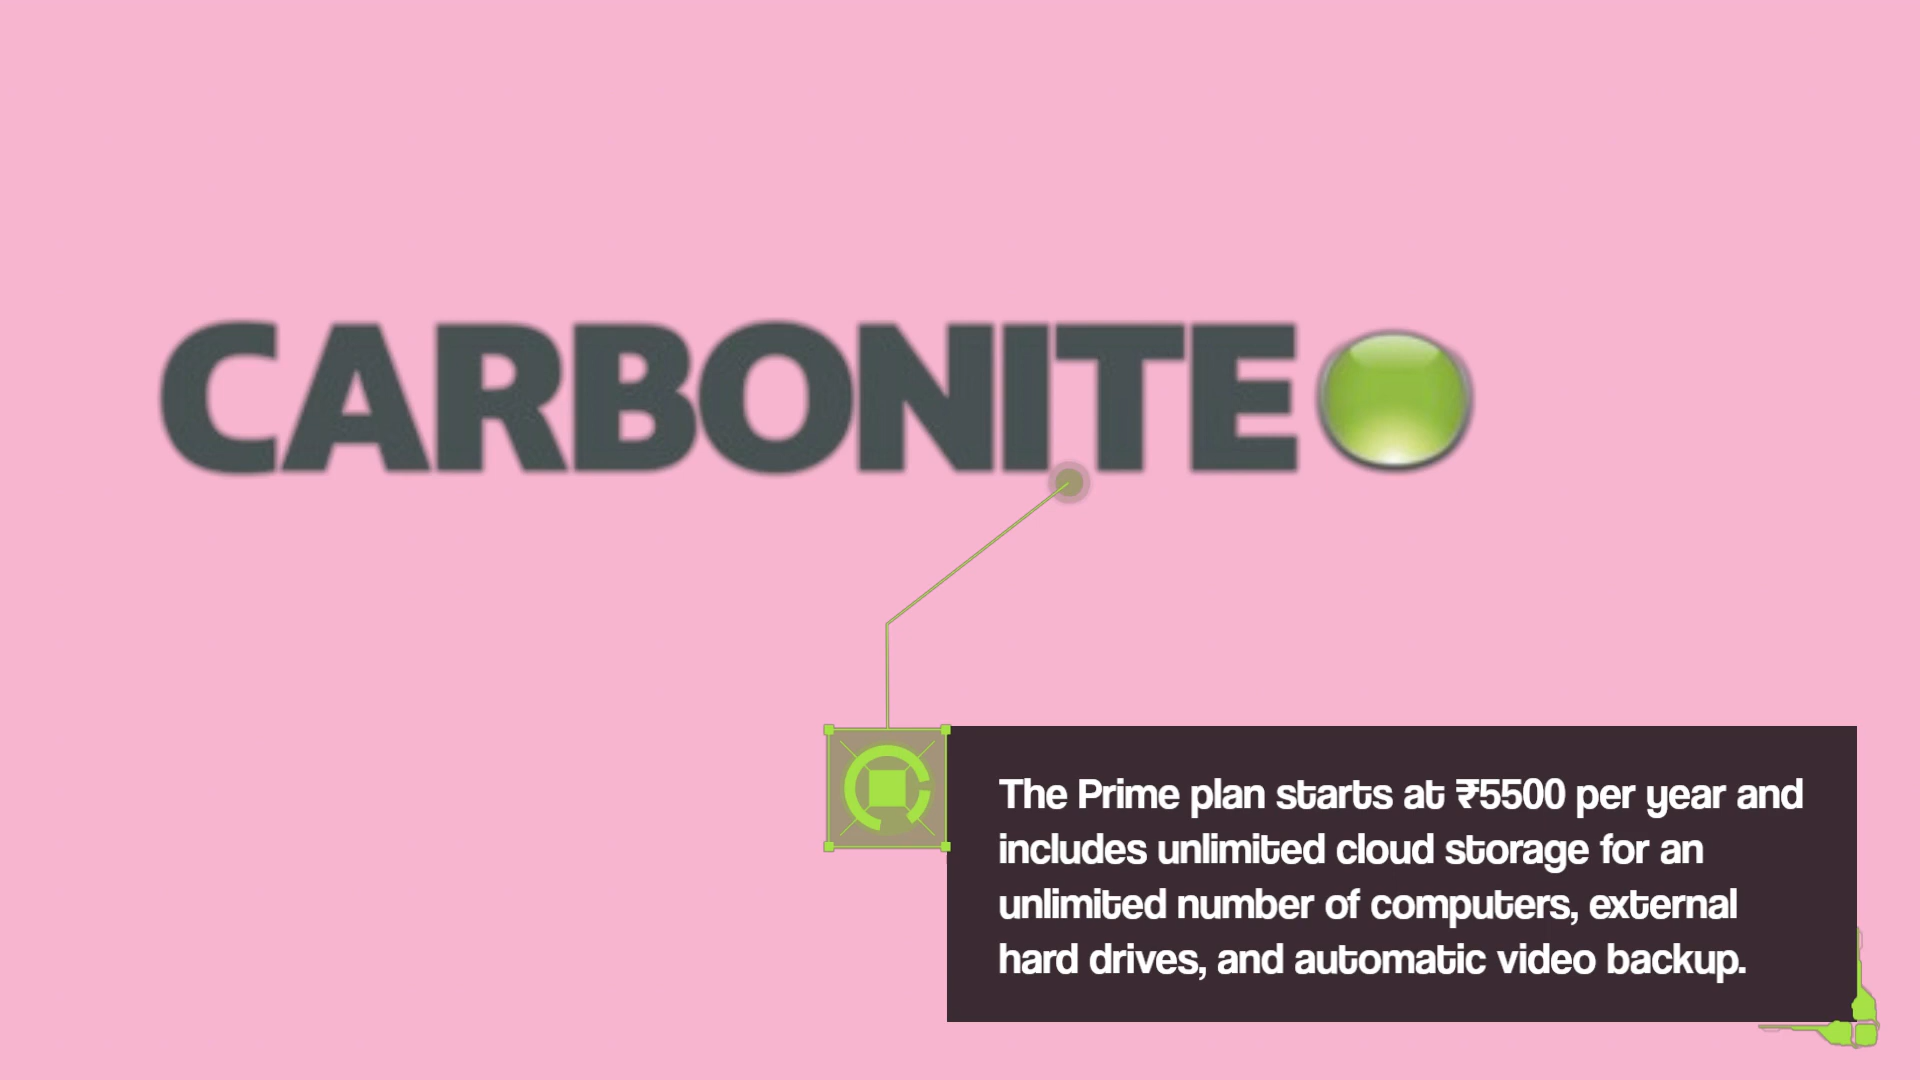 CARBONITE
The Prime plan starts at ₹5500 per year and
includes unlimited cloud storage for an
unlimited number of computers, external
hard drives, and automatic video backup.